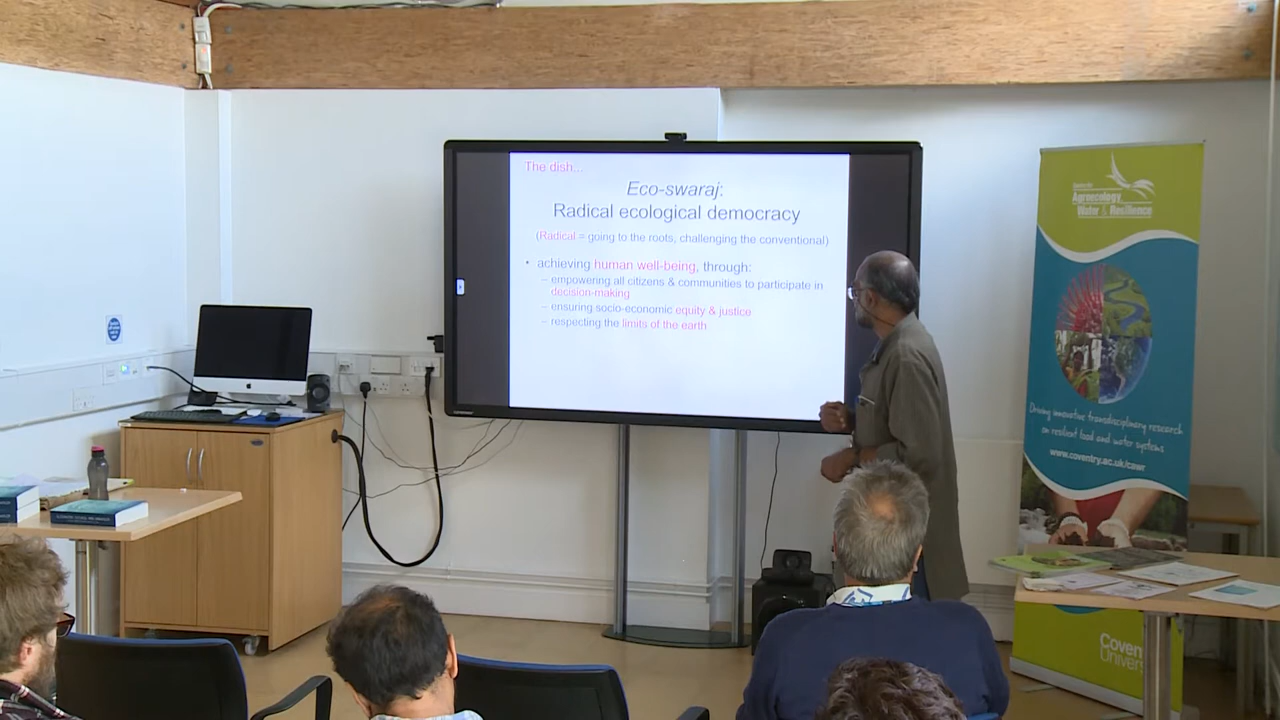 The dish...
Eco-swaraj:
Radical ecological democracy
(Radical = going to the roots, challenging the conventional)
• achieving human well-being, through:
– empowering all citizens & communities to participate in
decision-making
– ensuring socio-economic equity & justice
– respecting the limits of the earth
Agroecology
Water & Resilience
Driving innovative transdisciplinary research
on resilient food and water systems
www.coventry.ac.uk/cawr
Coven
Univer